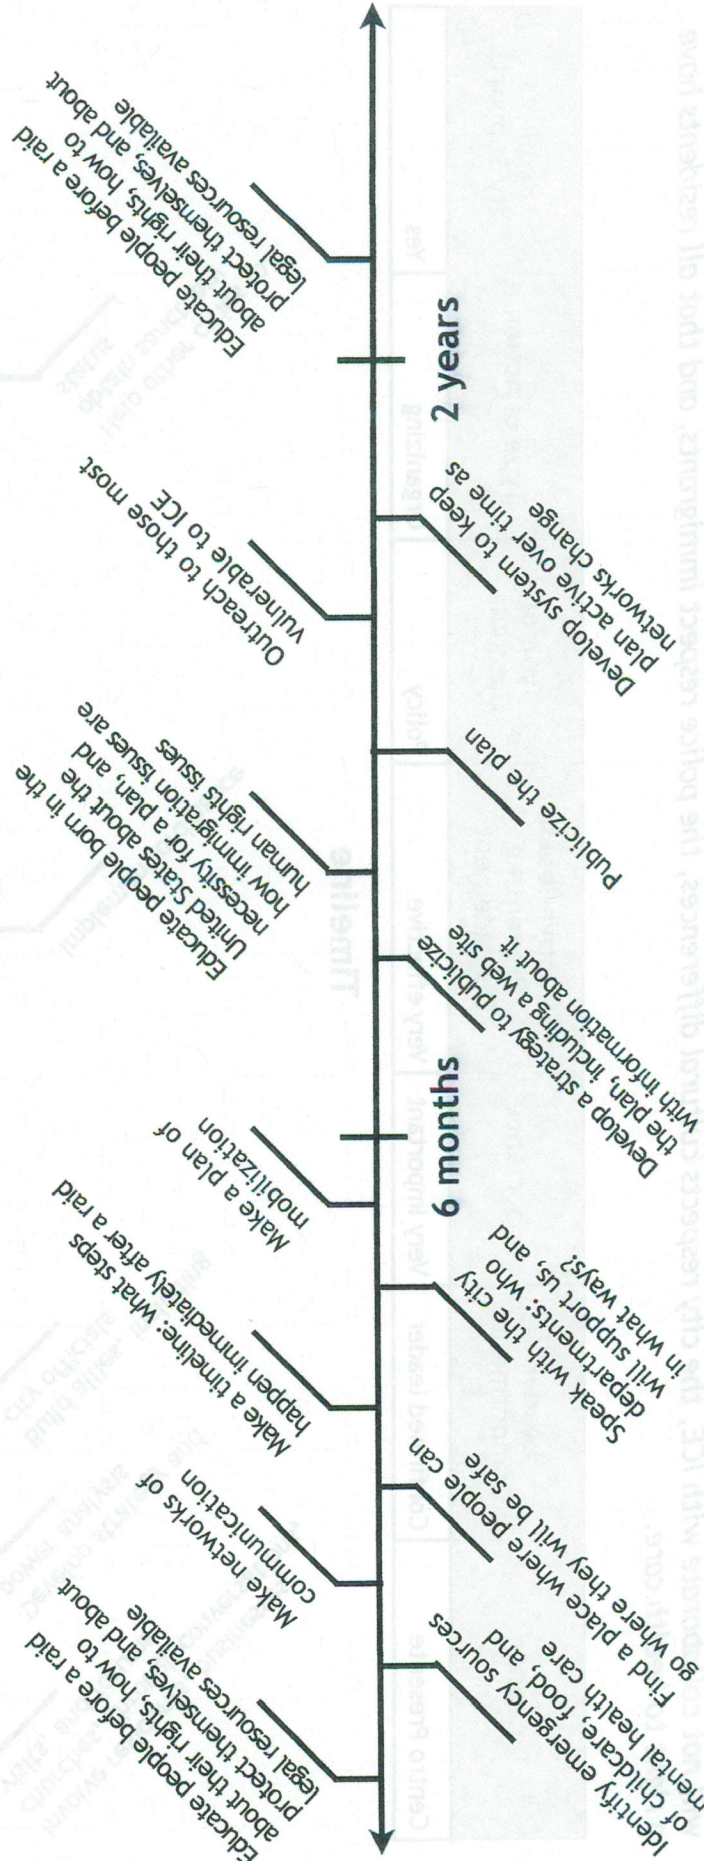 Educate people before a raid
about their rights, how to
protect themselves, and about
legal resources available
Identify emergency sources
of childcare, food, and
mental health care
Make networks of
communication
Find a place where people can
go where they will be safe
Make a timeline: what steps
happen immediately after a raid
Speak with the city
departments: who
will support us, and
in what ways?
Make a plan of
mobilization
6 months
Develop a strategy to publicize
the plan, including a web site
with information about it
Educate people born in the
United States about the
necessity for a plan, and
how immigration issues are
human rights issues
Publicize the plan
Outreach to those most
vulnerable to ICE
Develop system to keep
plan active over time as
networks change
2 years
Educate people before a raid
about their rights, how to
protect themselves, and about
legal resources available
Timeline